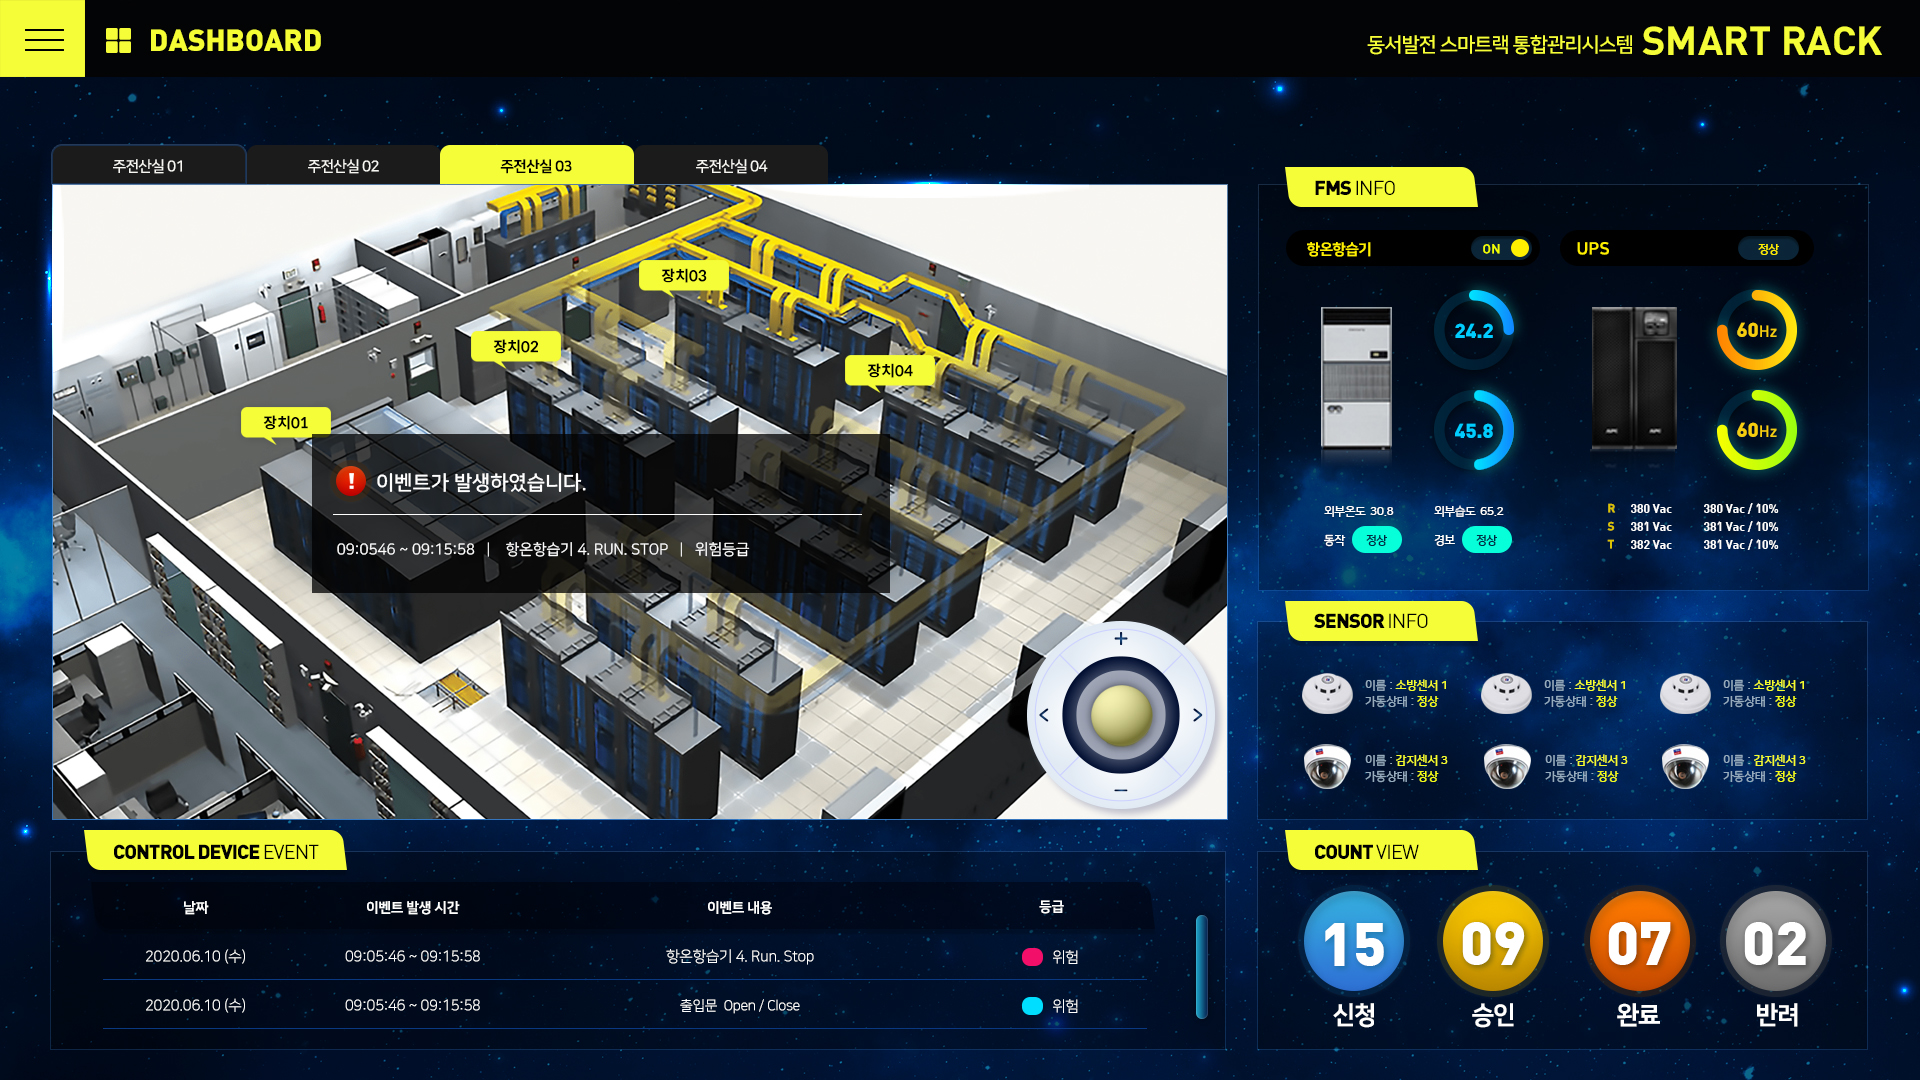 DASHBOARD
동서발전 스마트랙 통합관리시스템 SMART RACK
주전산실 01
주전산실 02
주전산실 03
주전산실 04
장치03
장치02
장치04
장치01
! 이벤트가 발생하였습니다.
09:0546 ~ 09:15:58 | 항온항습기 4. RUN. STOP | 위험등급
+
< >
−
FMS INFO
항온항습기 ON
UPS 정상
24.2
45.8
60Hz
60Hz
외부온도 30.8 외부습도 65.2
동작 정상 경보 정상
R 380 Vac 380 Vac / 10%
S 381 Vac 381 Vac / 10%
T 382 Vac 381 Vac / 10%
SENSOR INFO
이름 : 소방센서 1
가동상태 : 정상
이름 : 소방센서 1
가동상태 : 정상
이름 : 소방센서 1
가동상태 : 정상
이름 : 감지센서 3
가동상태 : 정상
이름 : 감지센서 3
가동상태 : 정상
이름 : 감지센서 3
가동상태 : 정상
CONTROL DEVICE EVENT
날짜 이벤트 발생 시간 이벤트 내용 등급
2020.06.10 (수) 09:05:46 ~ 09:15:58 항온항습기 4. Run. Stop 위험
2020.06.10 (수) 09:05:46 ~ 09:15:58 출입문 Open / Close 위험
COUNT VIEW
15 09 07 02
신청 승인 완료 반려